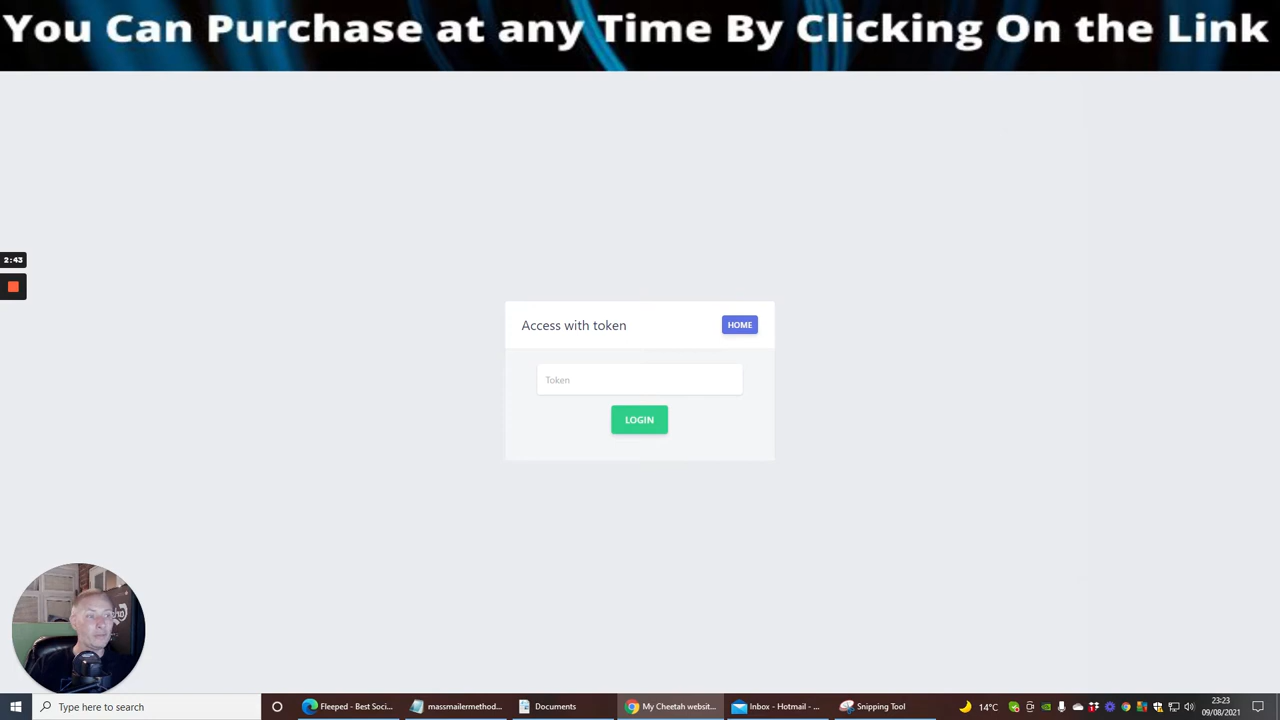 You Can Purchase at any Time By Clicking On the Link
2:43
Access with token
HOME
Token
LOGIN
Type here to search
Fleeped - Best Soci...
massmailermethod...
Documents
My Cheetah websit...
Inbox - Hotmail - ...
Snipping Tool
14°C
23:23
09/08/2021